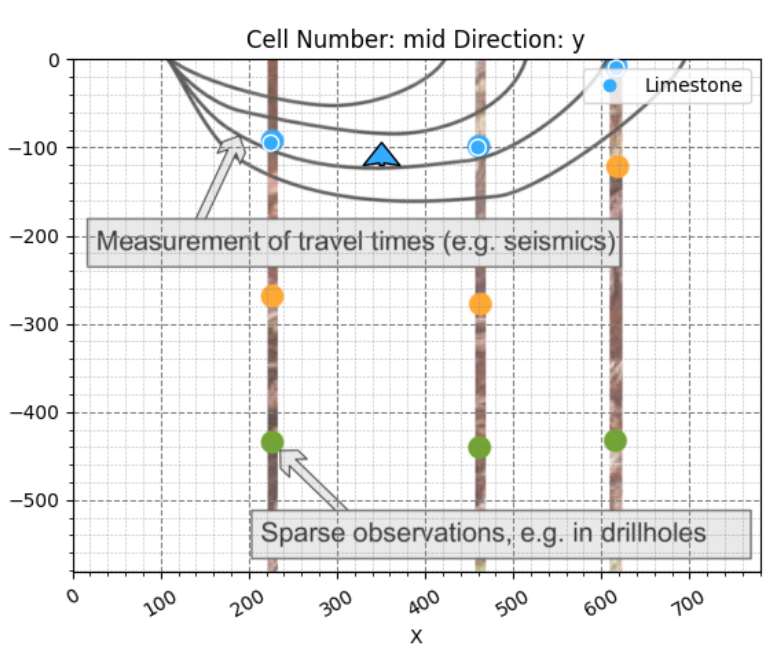 Cell Number: mid Direction: y
0
Limestone
−100
−200
Measurement of travel times (e.g. seismics)
−300
−400
−500
Sparse observations, e.g. in drillholes
0 100 200 300 400 500 600 700
X